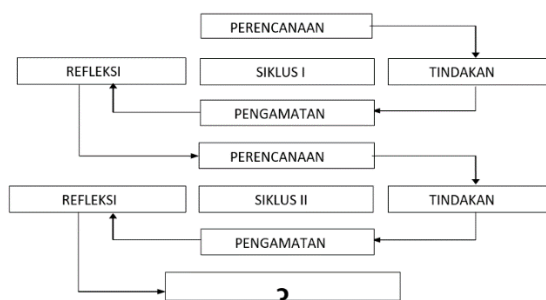 PERENCANAAN
REFLEKSI SIKLUS I TINDAKAN
PENGAMATAN
PERENCANAAN
REFLEKSI SIKLUS II TINDAKAN
PENGAMATAN
?